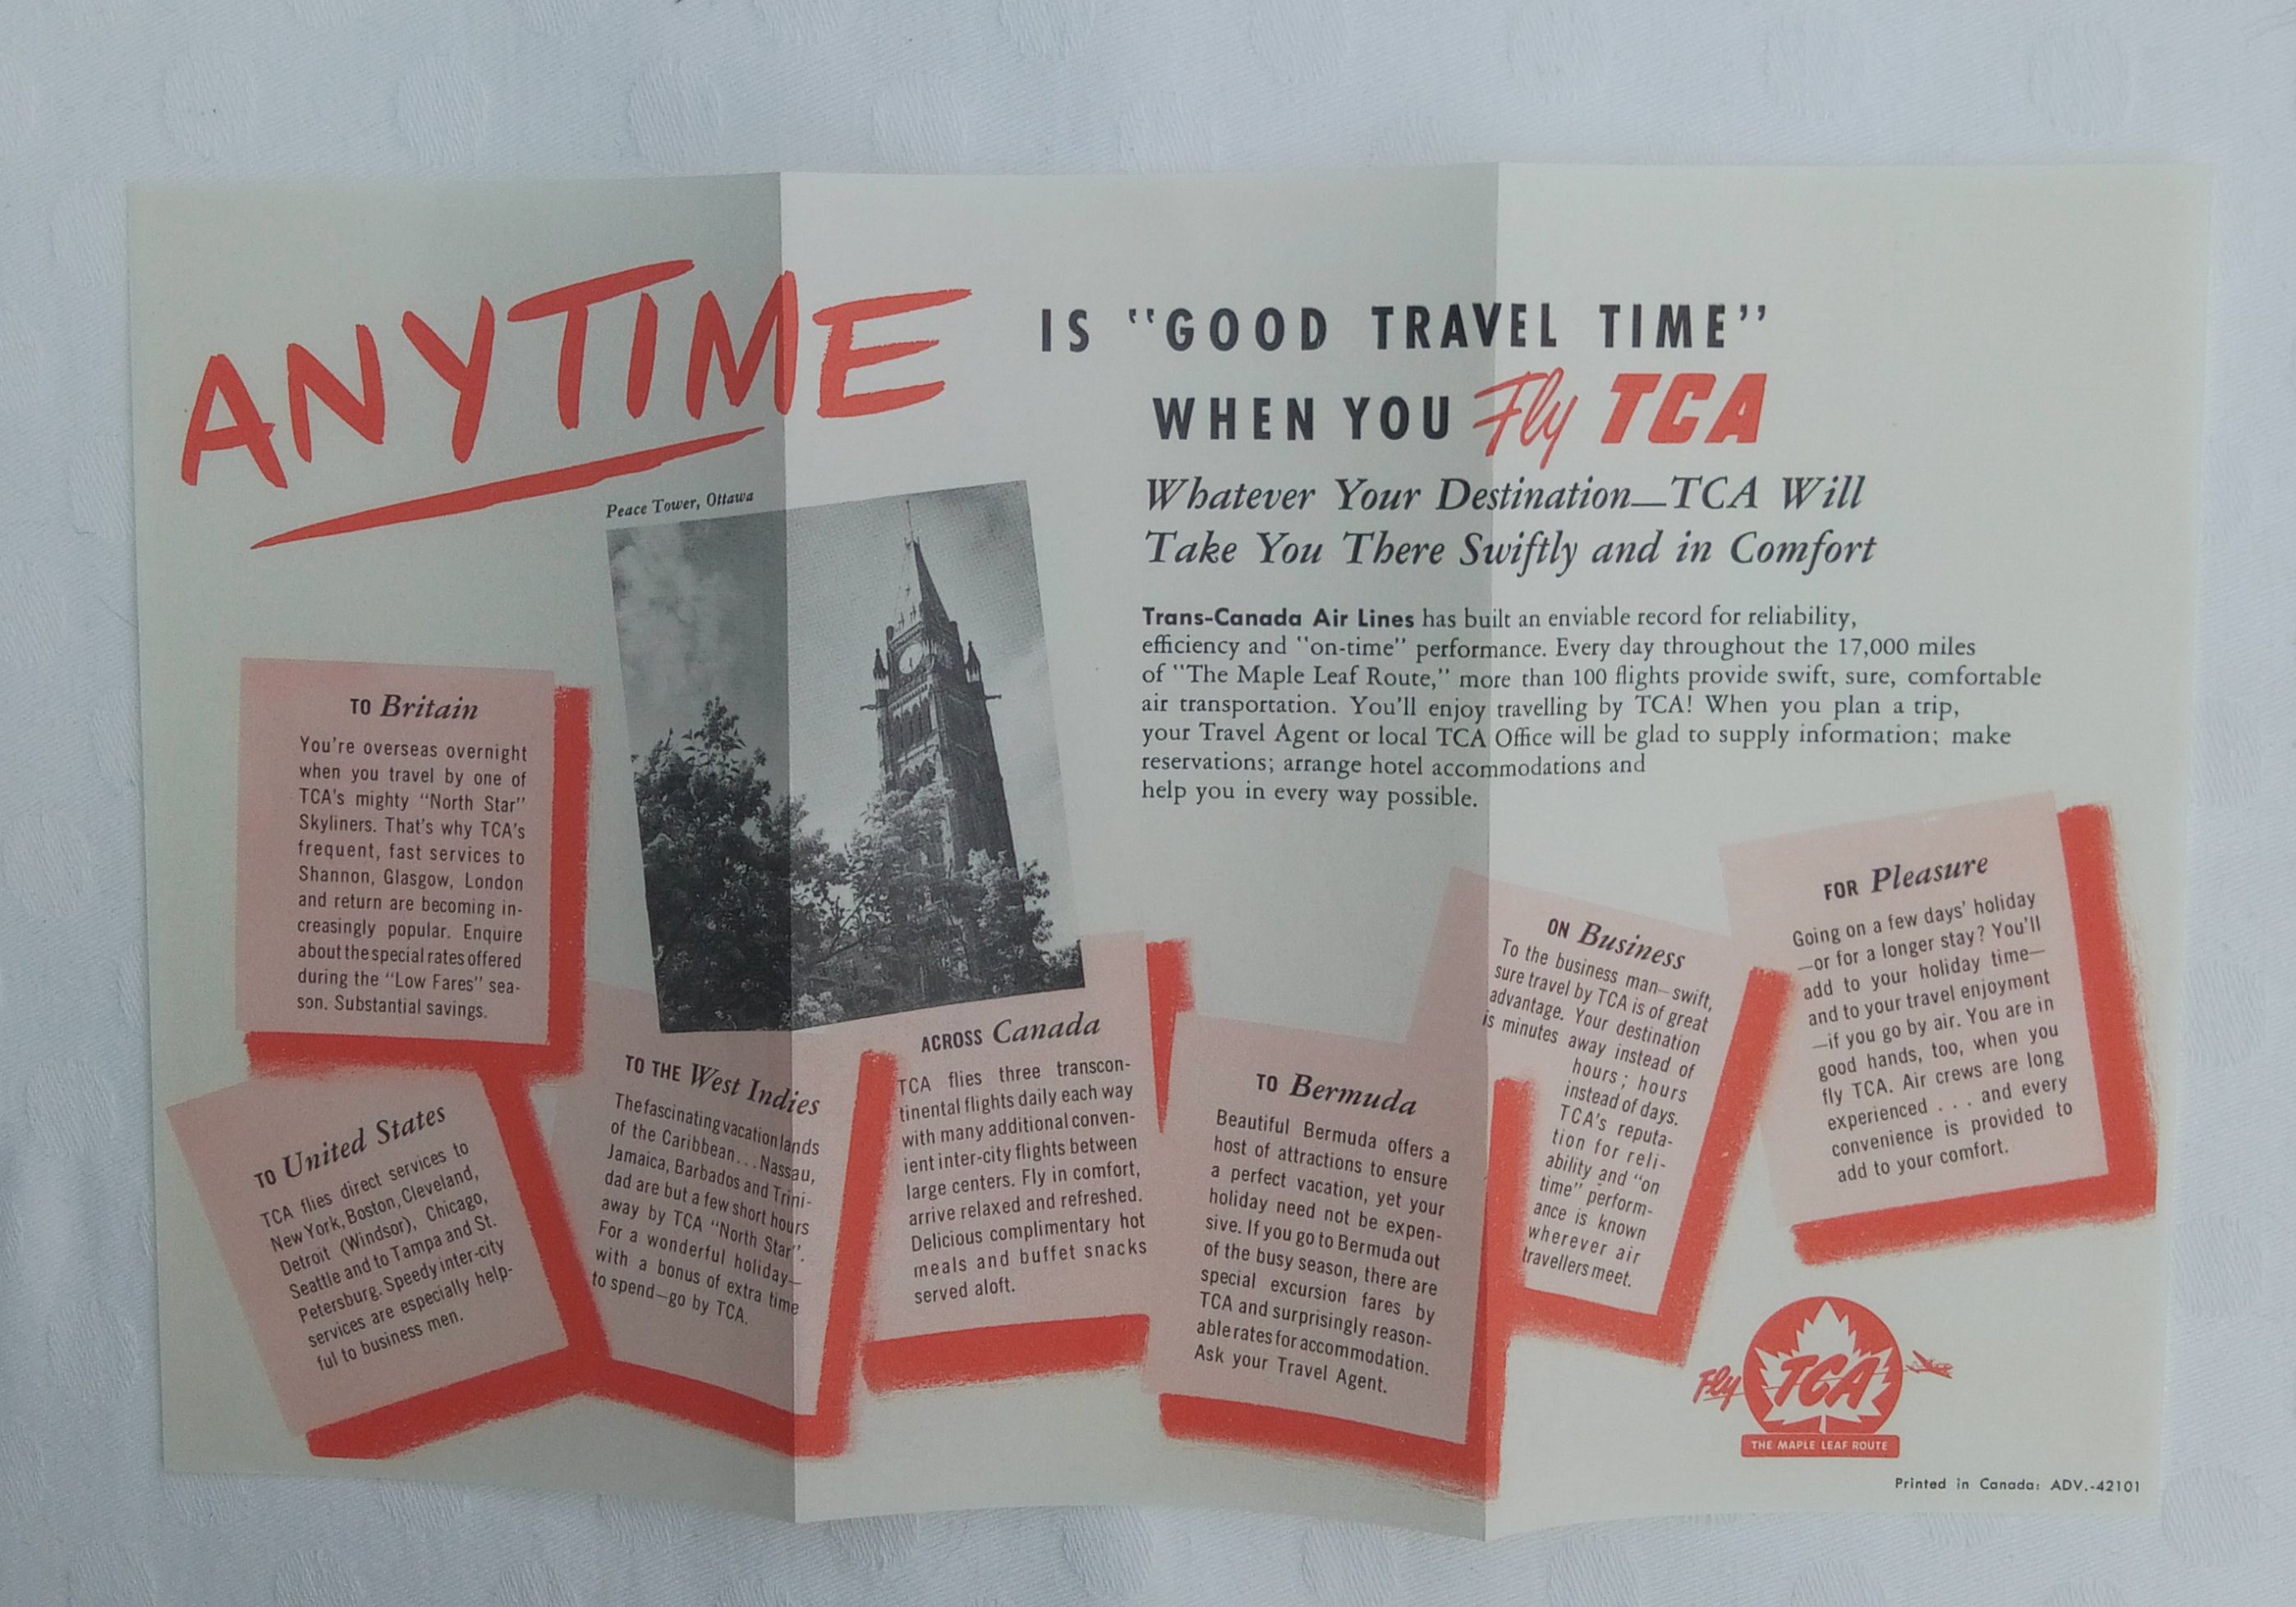 ANYTIME
IS "GOOD TRAVEL TIME"
WHEN YOU Fly TCA
Whatever Your Destination—TCA Will
Take You There Swiftly and in Comfort
Trans-Canada Air Lines has built an enviable record for reliability,
efficiency and "on-time" performance. Every day throughout the 17,000 miles
of "The Maple Leaf Route," more than 100 flights provide swift, sure, comfortable
air transportation. You'll enjoy travelling by TCA! When you plan a trip,
your Travel Agent or local TCA Office will be glad to supply information; make
reservations; arrange hotel accommodations and
help you in every way possible.
Peace Tower, Ottawa
TO Britain
You're overseas overnight
when you travel by one of
TCA's mighty "North Star"
Skyliners. That's why TCA's
frequent, fast services to
Shannon, Glasgow, London
and return are becoming in-
creasingly popular. Enquire
about the special rates offered
during the "Low Fares" sea-
son. Substantial savings.
TO United States
TCA flies direct services to
New York, Boston, Cleveland,
Detroit (Windsor), Chicago,
Seattle and to Tampa and St.
Petersburg. Speedy inter-city
services are especially help-
ful to business men.
TO THE West Indies
The fascinating vacation lands
of the Caribbean . . . Nassau,
Jamaica, Barbados and Trini-
dad are but a few short hours
away by TCA "North Star".
For a wonderful holiday—
with a bonus of extra time
to spend—go by TCA.
ACROSS Canada
TCA flies three transcon-
tinental flights daily each way
with many additional conven-
ient inter-city flights between
large centers. Fly in comfort,
arrive relaxed and refreshed.
Delicious complimentary hot
meals and buffet snacks
served aloft.
TO Bermuda
Beautiful Bermuda offers a
host of attractions to ensure
a perfect vacation, yet your
holiday need not be expen-
sive. If you go to Bermuda out
of the busy season, there are
special excursion fares by
TCA and surprisingly reason-
able rates for accommodation.
Ask your Travel Agent.
ON Business
To the business man—swift,
sure travel by TCA is of great
advantage. Your destination
is minutes away instead of
hours; hours
instead of days.
TCA's reputa-
tion for reli-
ability and "on
time" perform-
ance is known
wherever air
travellers meet.
FOR Pleasure
Going on a few days' holiday
—or for a longer stay? You'll
add to your holiday time—
and to your travel enjoyment
—if you go by air. You are in
good hands, too, when you
fly TCA. Air crews are long
experienced . . . and every
convenience is provided to
add to your comfort.
Fly TCA
THE MAPLE LEAF ROUTE
Printed in Canada: ADV.-42101